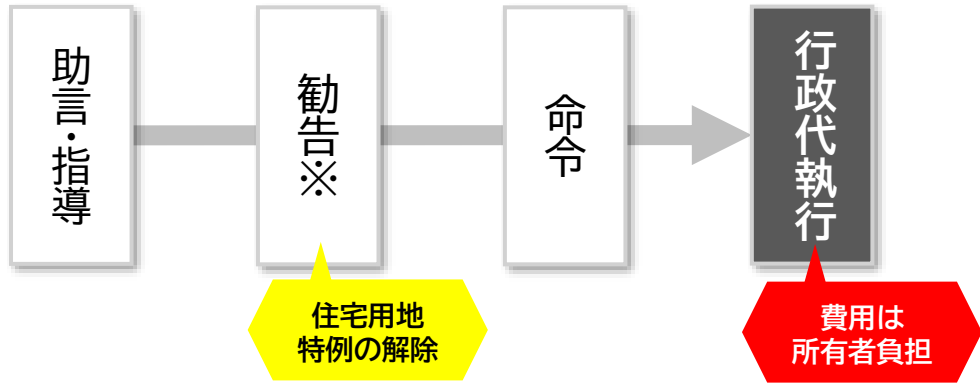 助言・指導
勧告※
命令
行政代執行
住宅用地
特例の解除
費用は
所有者負担